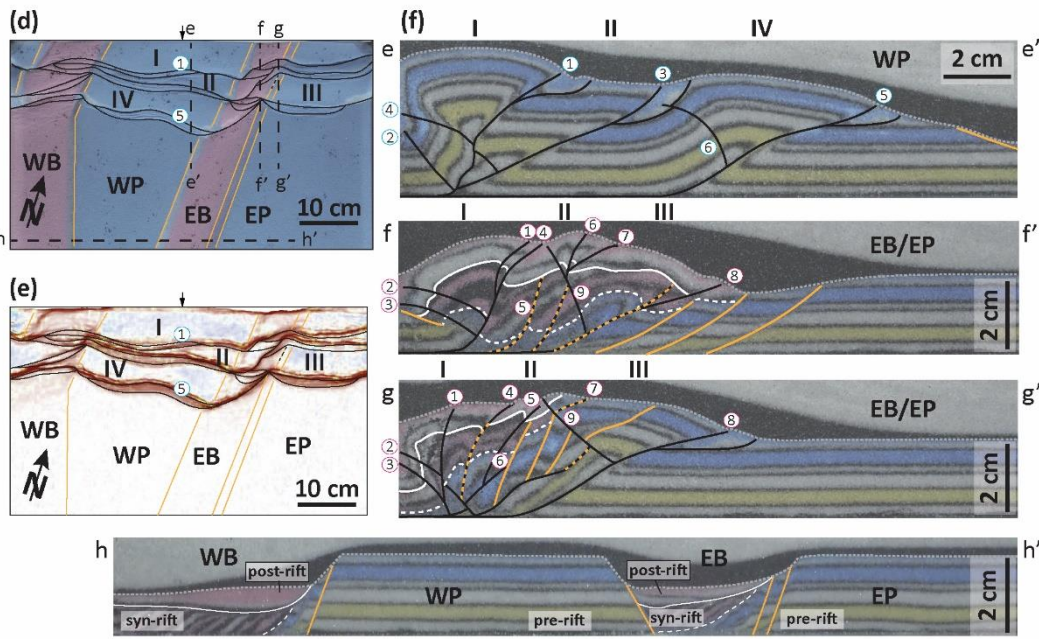 (d)
e
f
g
I
1
II
III
IV
5
WB
N
WP
e'
EB
f'
g'
EP
10 cm
h
h'
(e)
I
1
II
III
IV
5
WB
N
WP
EB
EP
10 cm
(f)
I
II
IV
e
e'
WP
2 cm
1
3
5
4
2
6
I
II
III
f
f'
EB/EP
2 cm
1
4
6
7
2
3
5
9
8
I
II
III
g
g'
EB/EP
2 cm
1
4
5
7
9
8
2
3
6
h
h'
WB
post-rift
syn-rift
WP
pre-rift
EB
post-rift
syn-rift
pre-rift
EP
2 cm